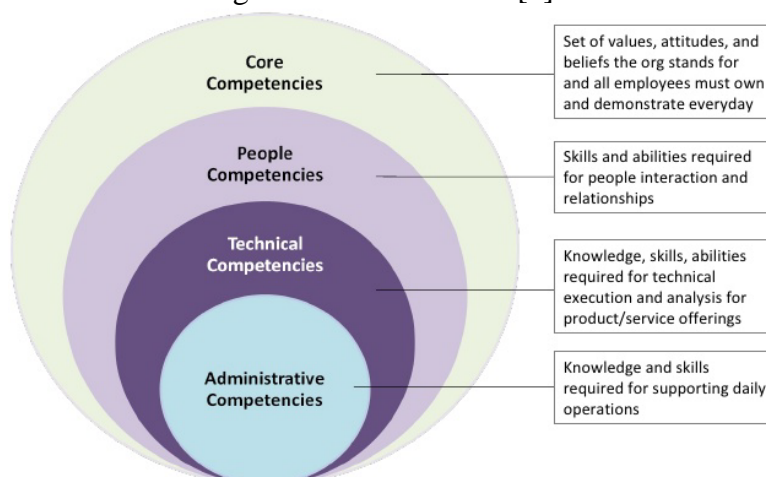 Core
Competencies
Set of values, attitudes, and
beliefs the org stands for
and all employees must own
and demonstrate everyday
People
Competencies
Skills and abilities required
for people interaction and
relationships
Technical
Competencies
Knowledge, skills, abilities
required for technical
execution and analysis for
product/service offerings
Administrative
Competencies
Knowledge and skills
required for supporting daily
operations